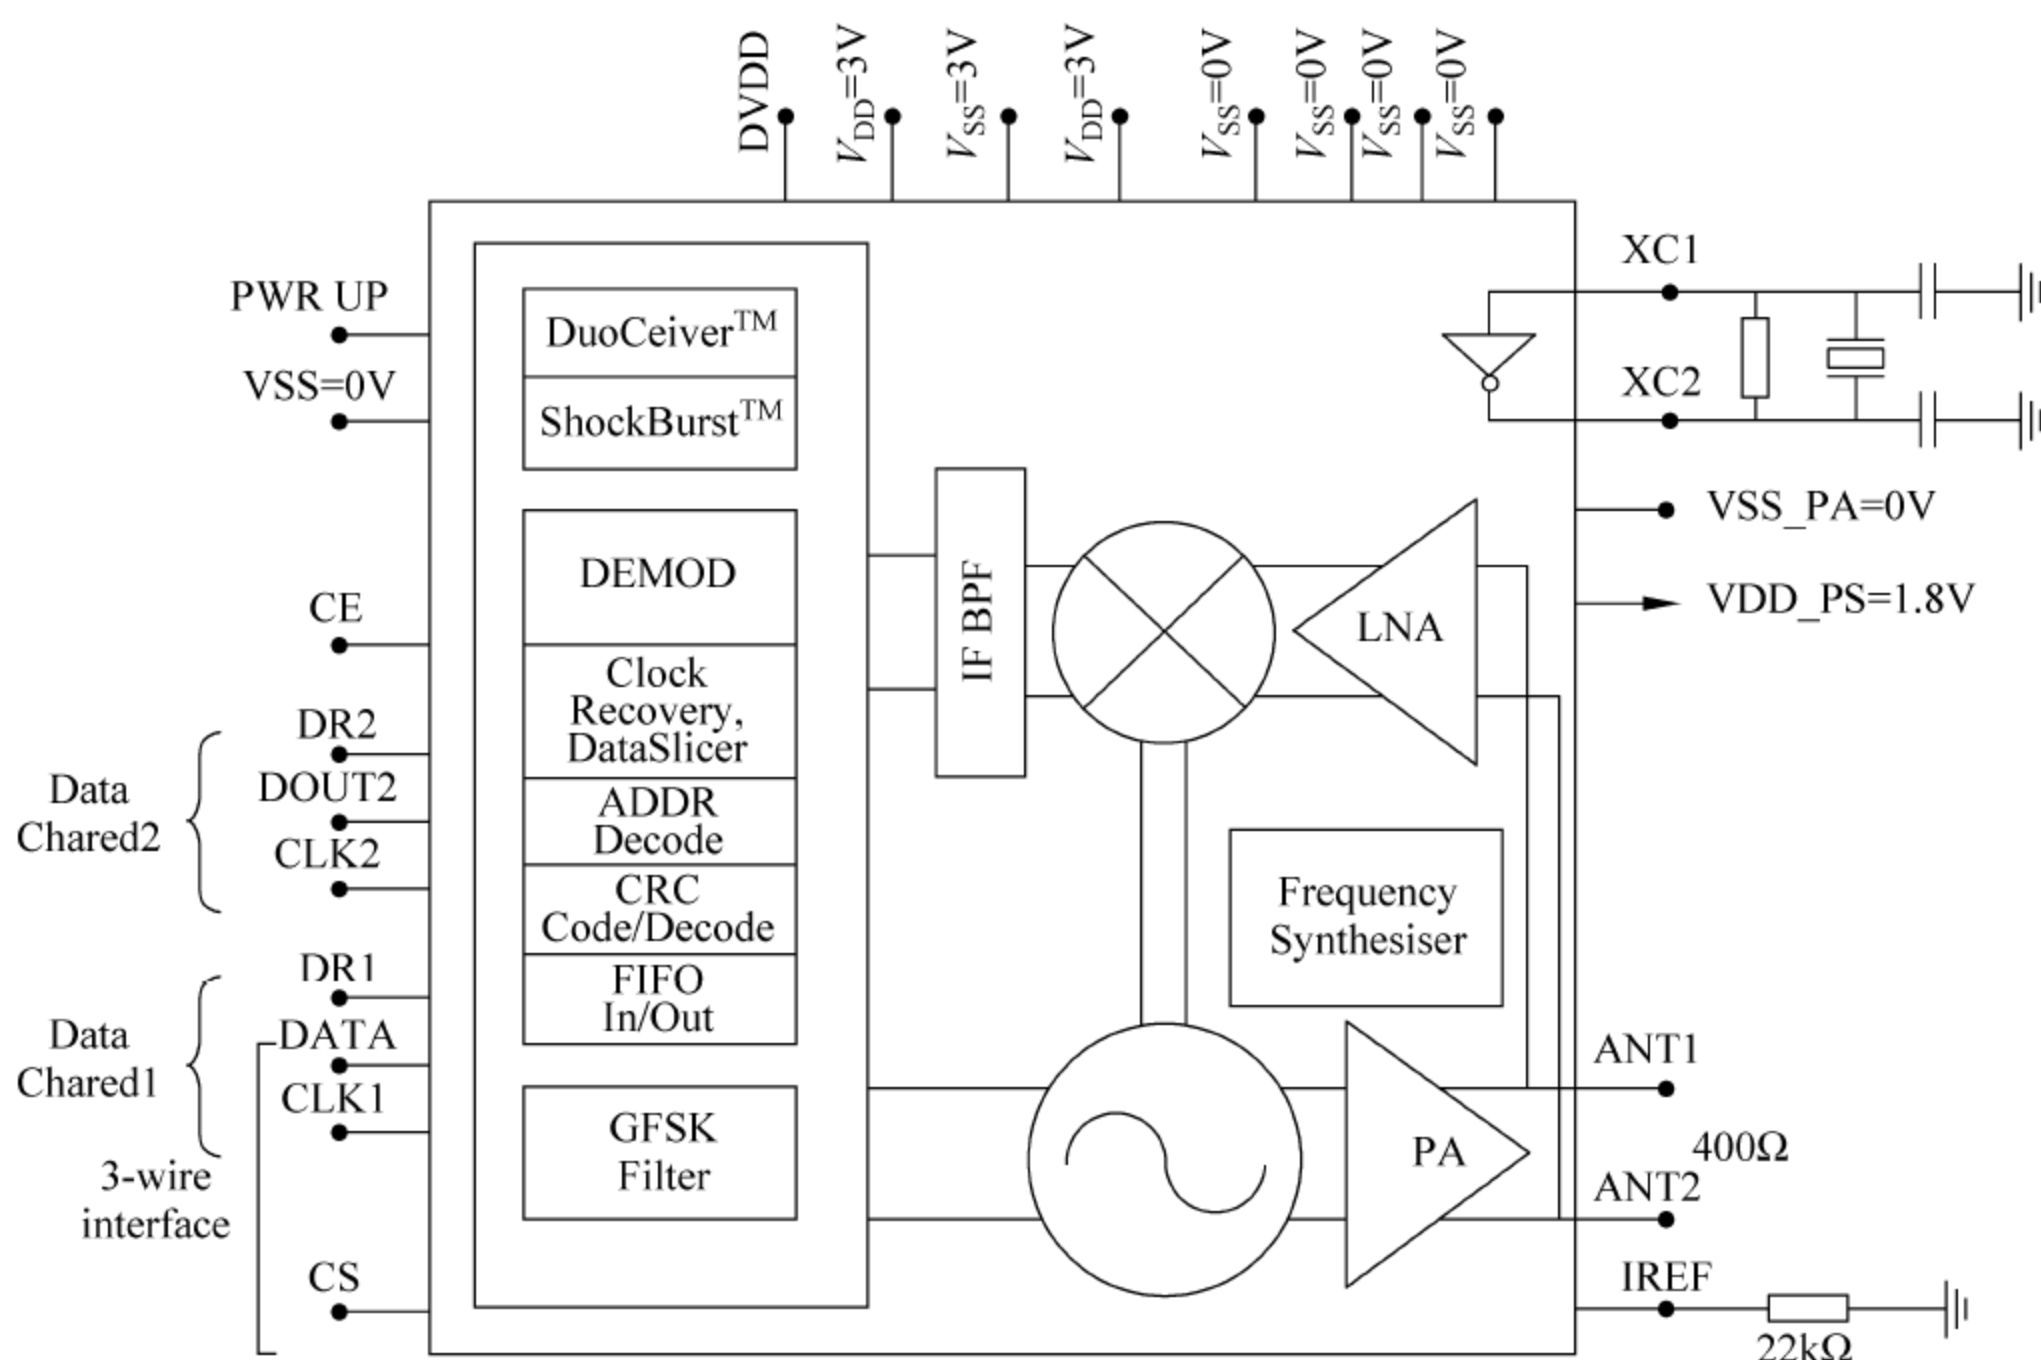 DVDD
VDD=3V
VSS=3V
VDD=3V
VSS=0V
VSS=0V
VSS=0V
VSS=0V
PWR UP
VSS=0V
CE
DR2
DOUT2
CLK2
Data
Chared2
DR1
DATA
CLK1
Data
Chared1
3-wire
interface
CS
DuoCeiver™
ShockBurst™
DEMOD
Clock
Recovery,
DataSlicer
ADDR
Decode
CRC
Code/Decode
FIFO
In/Out
GFSK
Filter
IF BPF
LNA
Frequency
Synthesiser
PA
XC1
XC2
VSS_PA=0V
VDD_PS=1.8V
ANT1
400Ω
ANT2
IREF
22kΩ